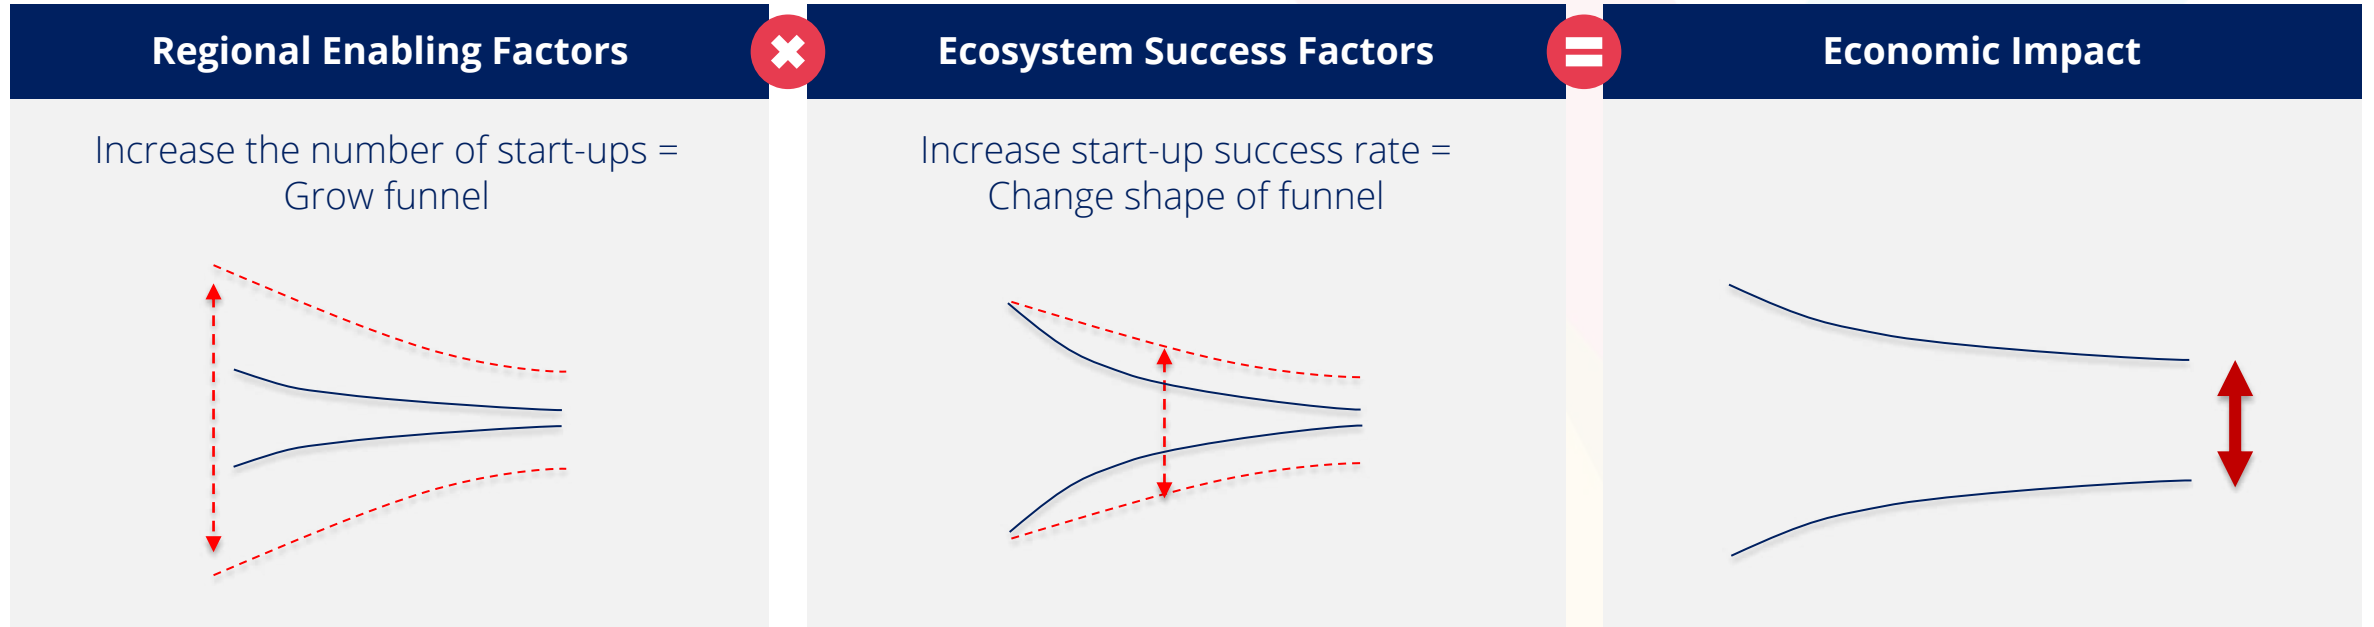 Regional Enabling Factors
Increase the number of start-ups =
Grow funnel
Ecosystem Success Factors
Increase start-up success rate =
Change shape of funnel
Economic Impact